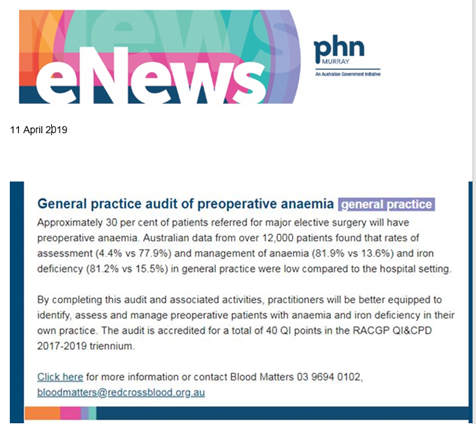 News
eNews
phn
MURRAY
An Australian Government Initiative
11 April 2019
General practice audit of preoperative anaemia general practice
Approximately 30 per cent of patients referred for major elective surgery will have
preoperative anaemia. Australian data from over 12,000 patients found that rates of
assessment (4.4% vs 77.9%) and management of anaemia (81.9% vs 13.6%) and iron
deficiency (81.2% vs 15.5%) in general practice were low compared to the hospital setting.
By completing this audit and associated activities, practitioners will be better equipped to
identify, assess and manage preoperative patients with anaemia and iron deficiency in their
own practice. The audit is accredited for a total of 40 QI points in the RACGP QI&CPD
2017-2019 triennium.
Click here for more information or contact Blood Matters 03 9694 0102,
bloodmatters@redcrossblood.org.au